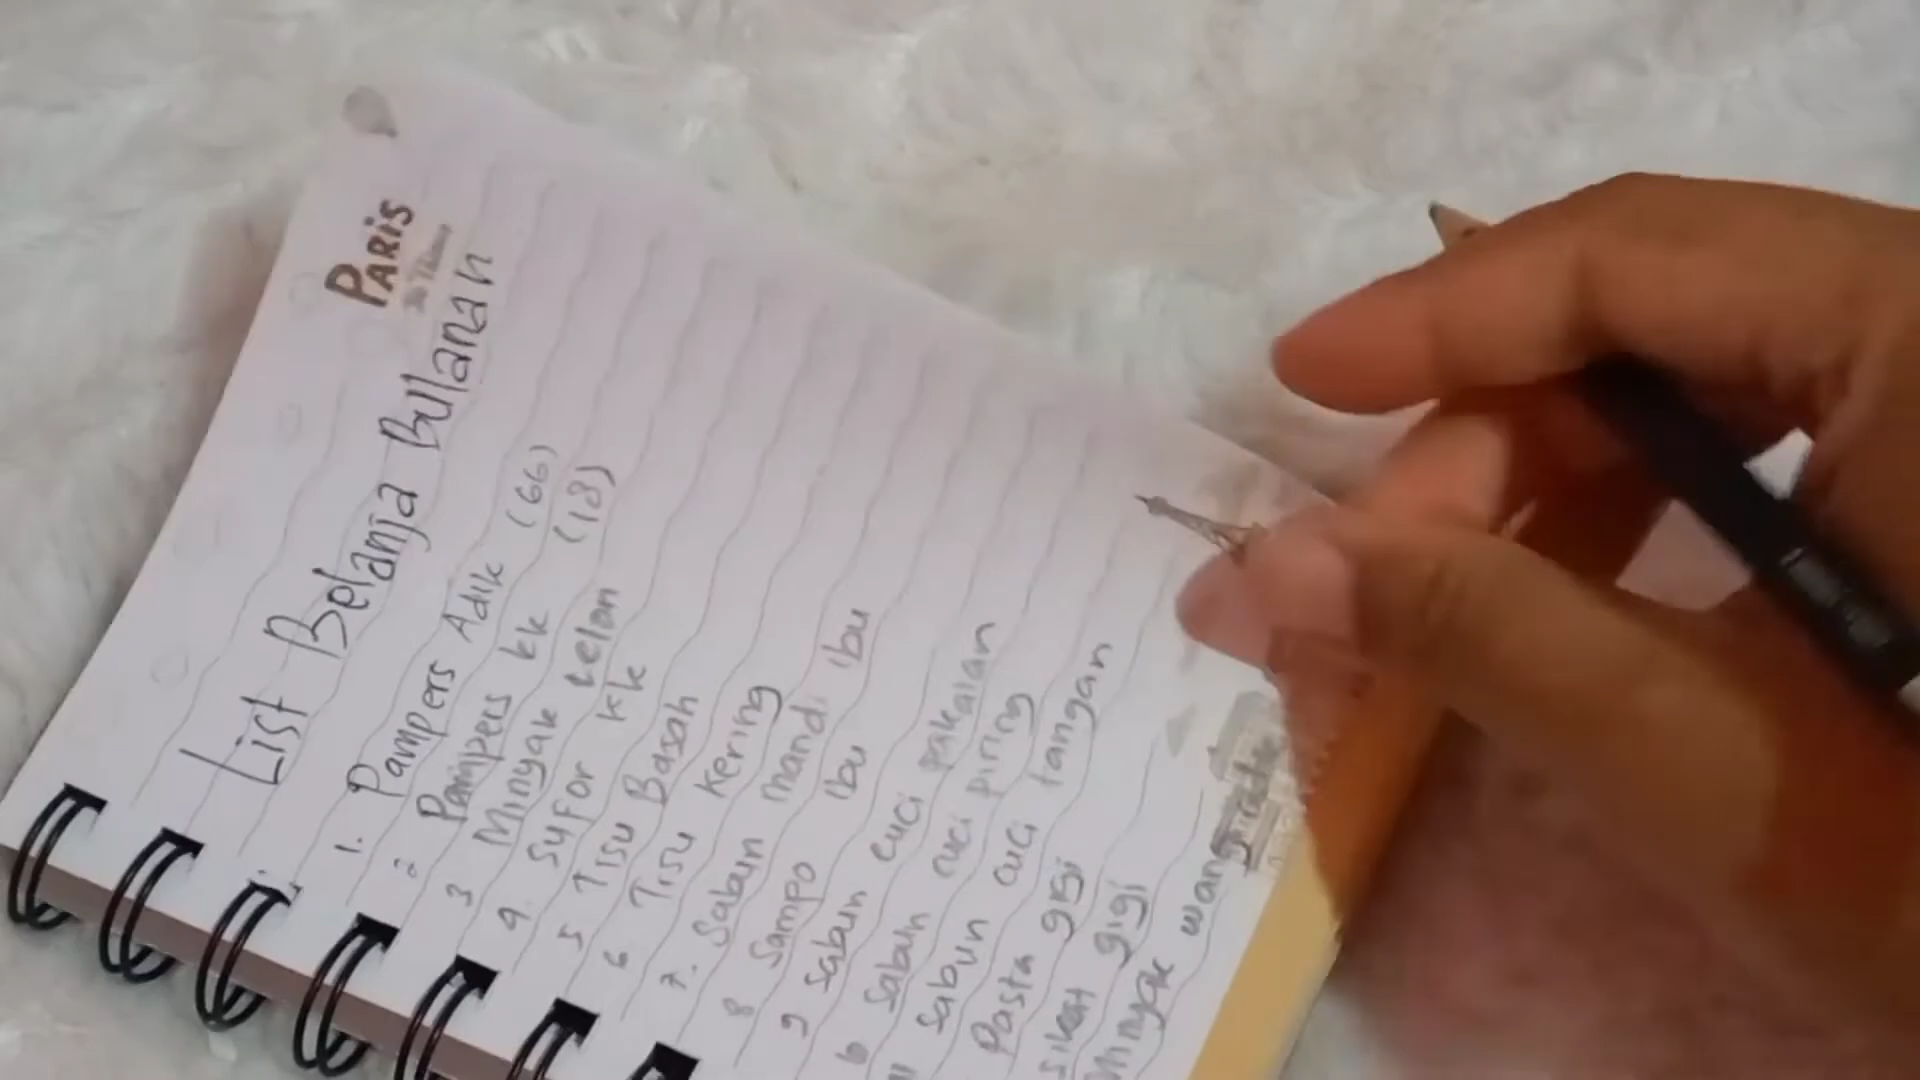 PARIS
List Belanja Bulanan
1. Pampers Adik (66)
2 Pampers kk (18)
3 Minyak telon
4. Sufor kk
5 Tisu Basah
6 Tisu kering
7. Sabun mandi ibu
8 Sampo ibu
9 sabun cuci pakaian
sabun cuci piring
11 sabun cuci tangan
Pasta gigi
sikat gigi
Minyak wangi